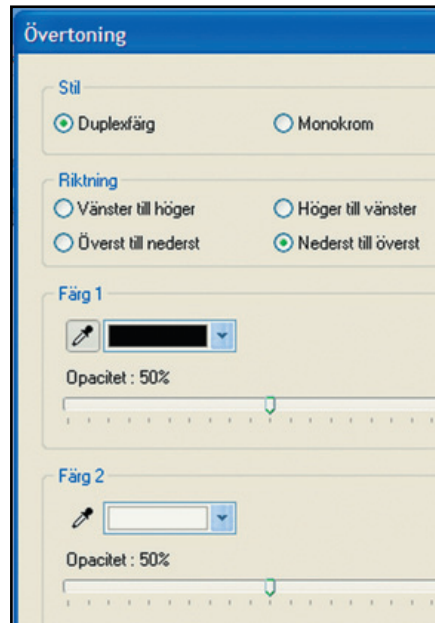 Övertoning
Stil
Duplexfärg Monokrom
Riktning
Vänster till höger Höger till vänster
Överst till nederst Nederst till överst
Färg 1
Opacitet : 50%
Färg 2
Opacitet : 50%